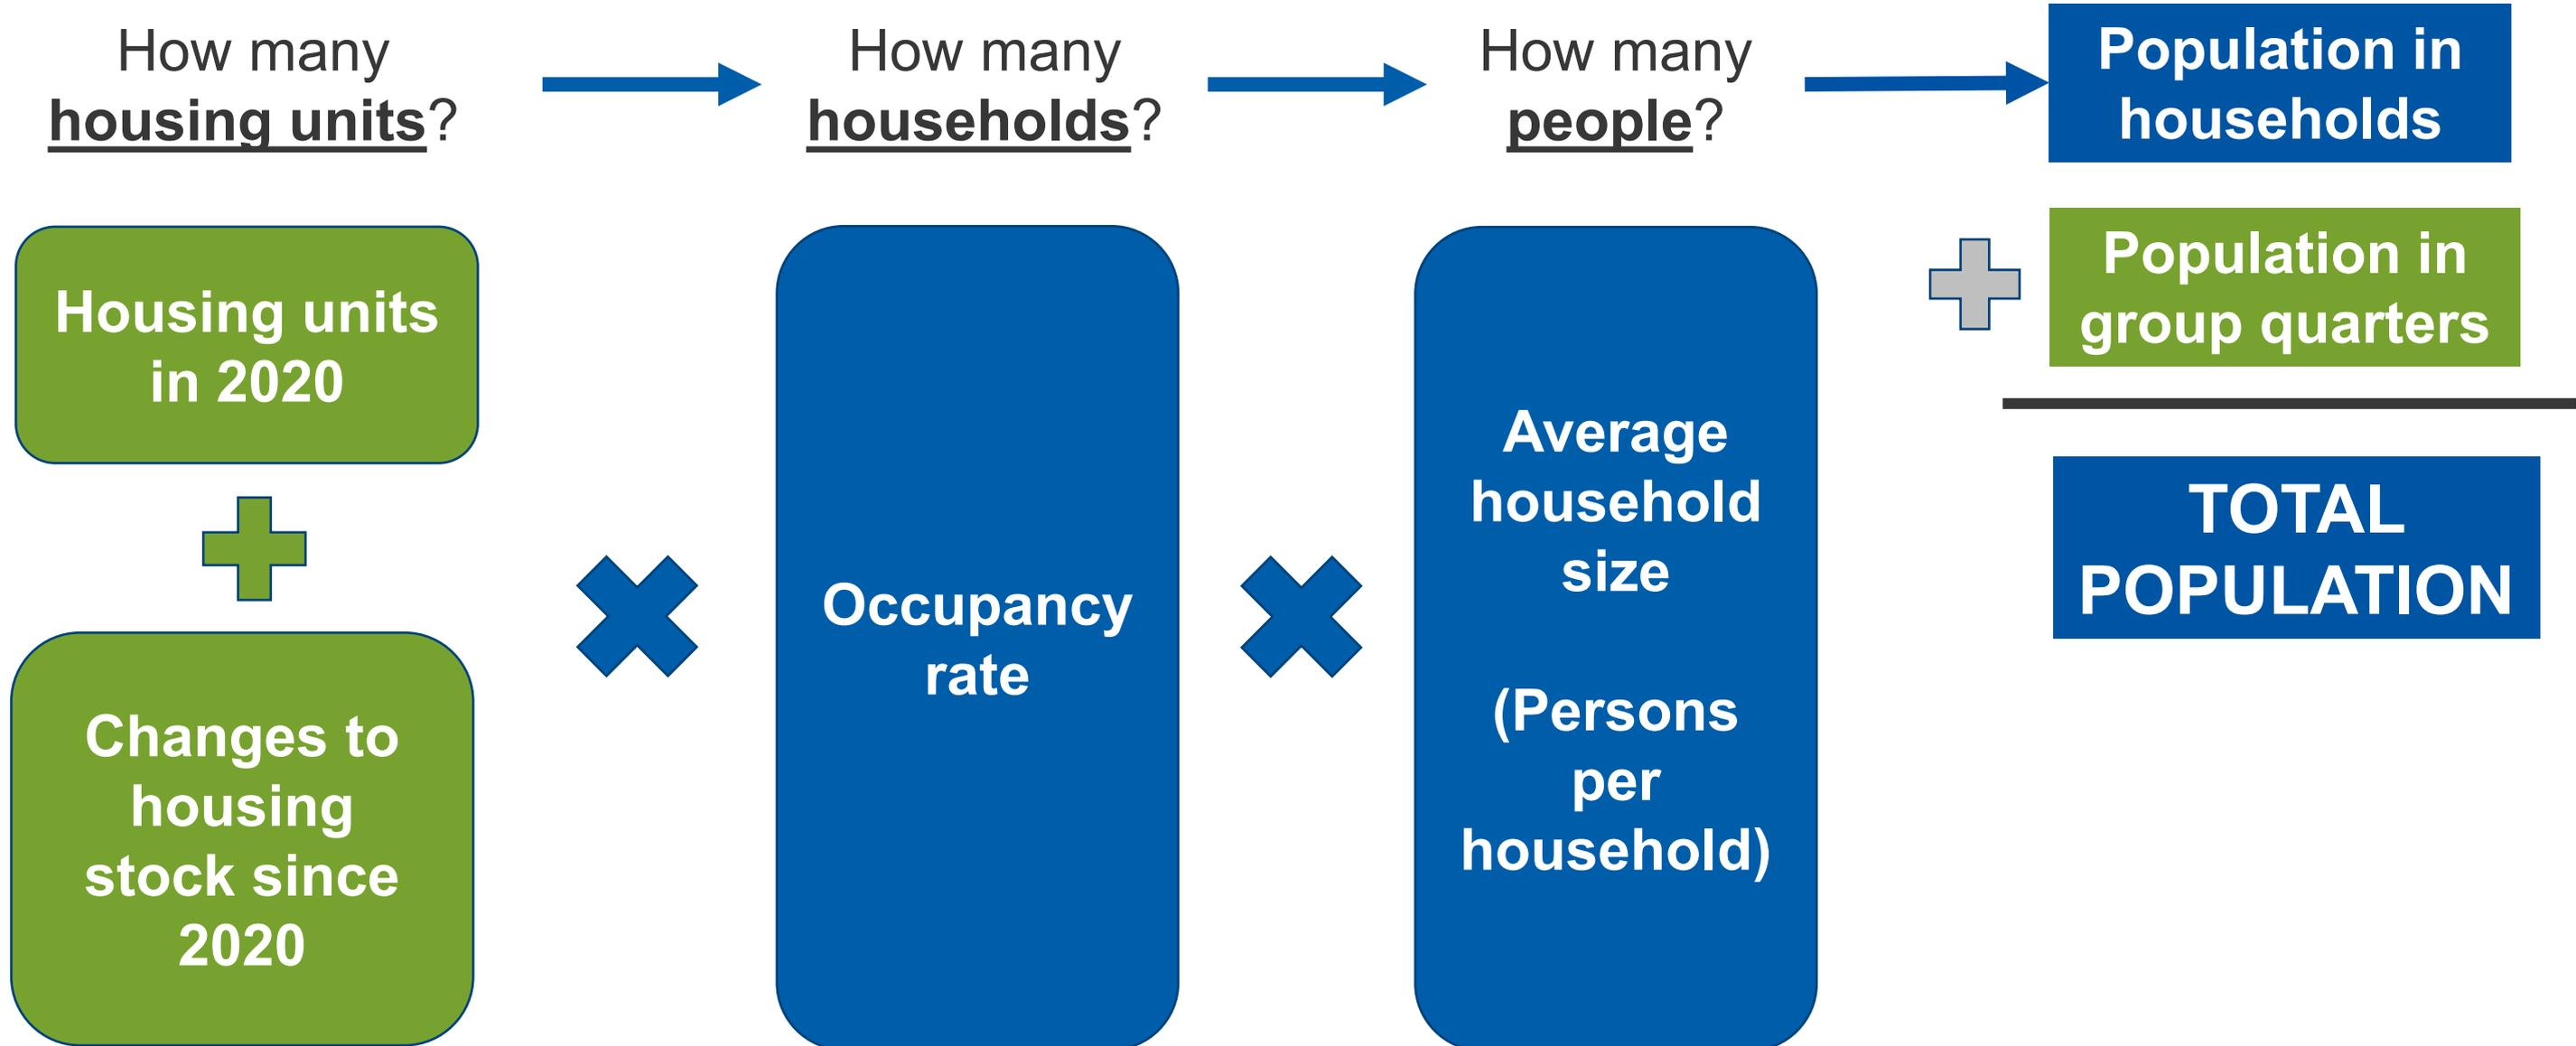 How many
housing units?
How many
households?
How many
people?
Population in
households
Housing units
in 2020
Changes to
housing
stock since
2020
Occupancy
rate
Average
household
size
(Persons
per
household)
Population in
group quarters
TOTAL
POPULATION